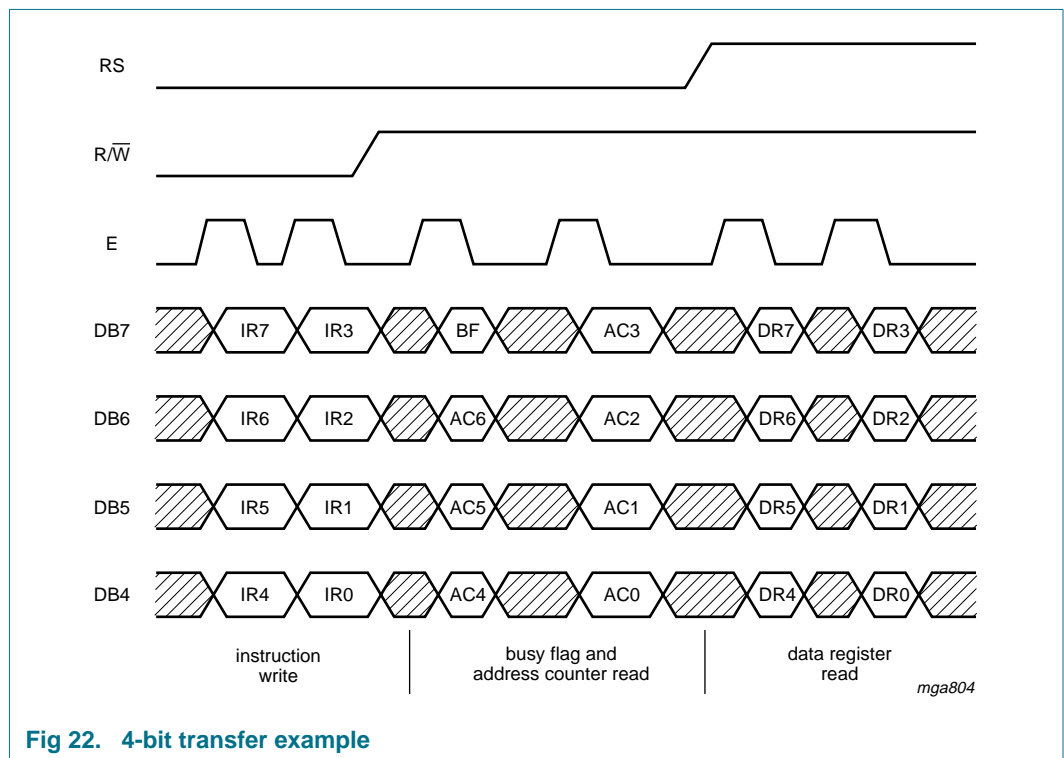 RS
R/W̅
E
DB7 IR7 IR3 BF AC3 DR7 DR3
DB6 IR6 IR2 AC6 AC2 DR6 DR2
DB5 IR5 IR1 AC5 AC1 DR5 DR1
DB4 IR4 IR0 AC4 AC0 DR4 DR0
instruction write
busy flag and address counter read
data register read
mga804
Fig 22. 4-bit transfer example